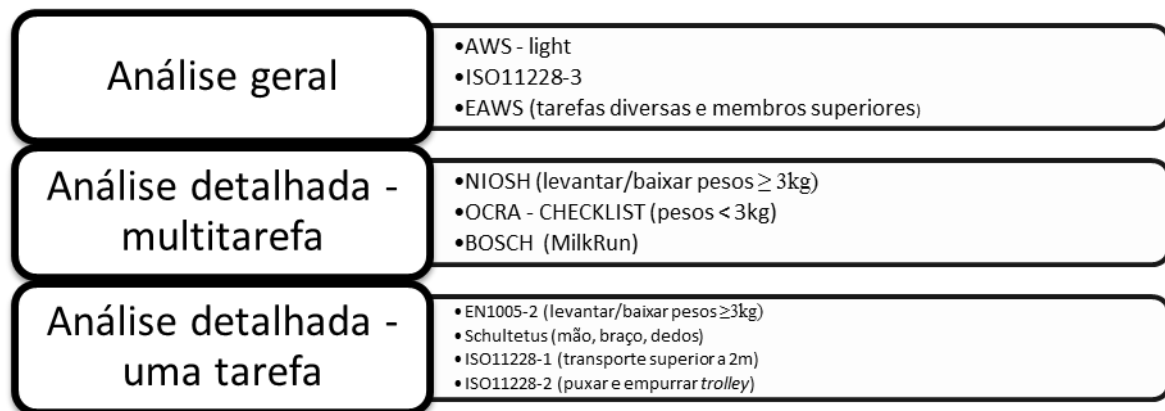 Análise geral
•AWS - light
•ISO11228-3
•EAWS (tarefas diversas e membros superiores)
Análise detalhada -
multitarefa
•NIOSH (levantar/baixar pesos ≥ 3kg)
•OCRA - CHECKLIST (pesos < 3kg)
•BOSCH (MilkRun)
Análise detalhada -
uma tarefa
•EN1005-2 (levantar/baixar pesos ≥3kg)
•Schultetus (mão, braço, dedos)
•ISO11228-1 (transporte superior a 2m)
•ISO11228-2 (puxar e empurrar trolley)